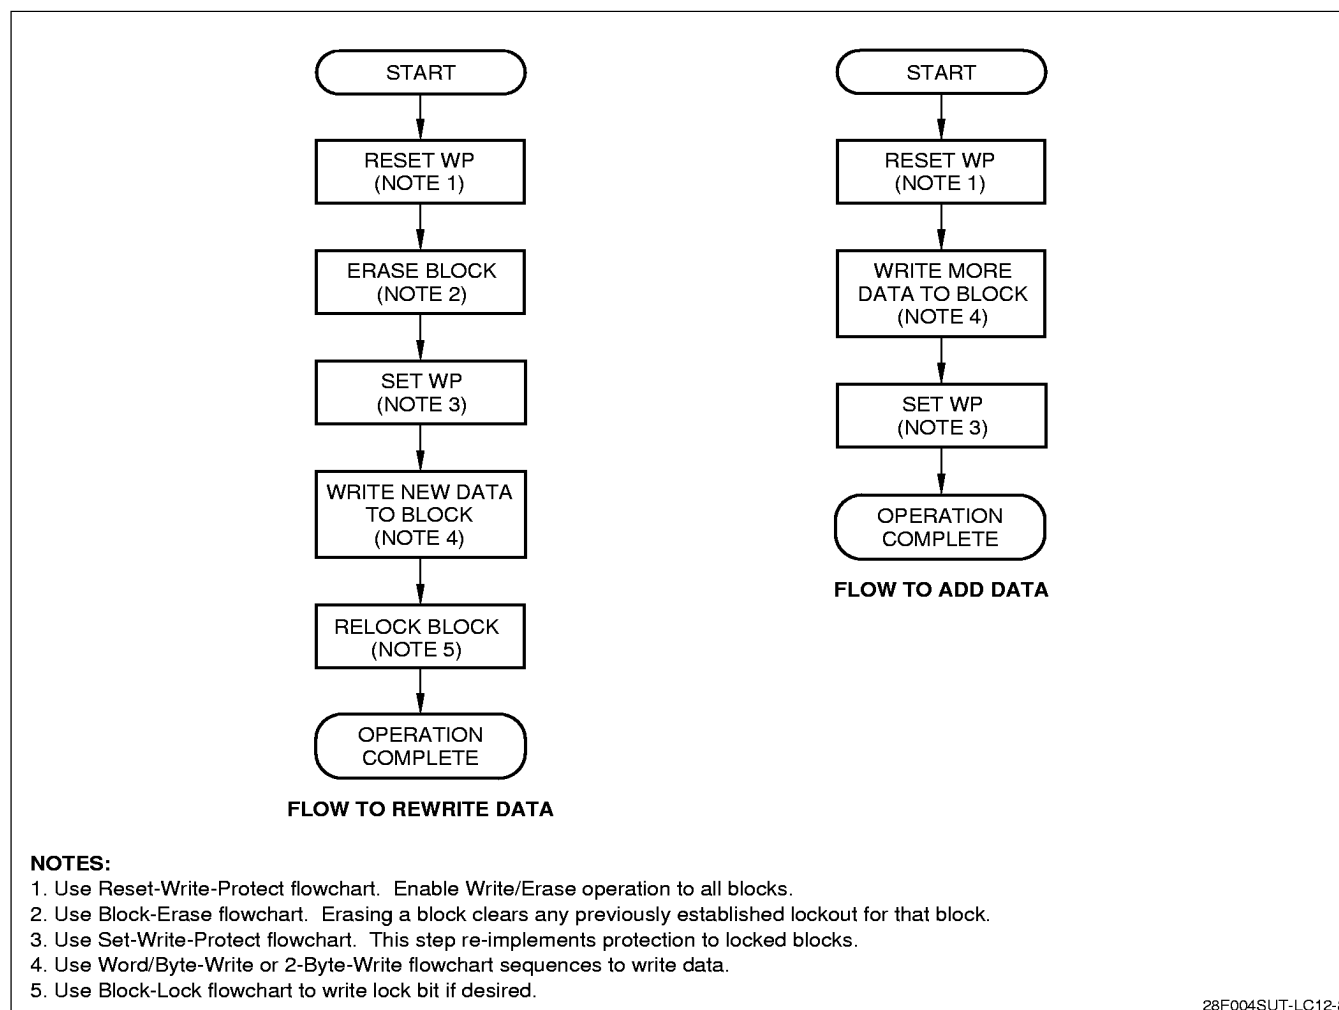 START
RESET WP
(NOTE 1)
ERASE BLOCK
(NOTE 2)
SET WP
(NOTE 3)
WRITE NEW DATA
TO BLOCK
(NOTE 4)
RELOCK BLOCK
(NOTE 5)
OPERATION
COMPLETE
FLOW TO REWRITE DATA
START
RESET WP
(NOTE 1)
WRITE MORE
DATA TO BLOCK
(NOTE 4)
SET WP
(NOTE 3)
OPERATION
COMPLETE
FLOW TO ADD DATA
NOTES:
1. Use Reset-Write-Protect flowchart. Enable Write/Erase operation to all blocks.
2. Use Block-Erase flowchart. Erasing a block clears any previously established lockout for that block.
3. Use Set-Write-Protect flowchart. This step re-implements protection to locked blocks.
4. Use Word/Byte-Write or 2-Byte-Write flowchart sequences to write data.
5. Use Block-Lock flowchart to write lock bit if desired.